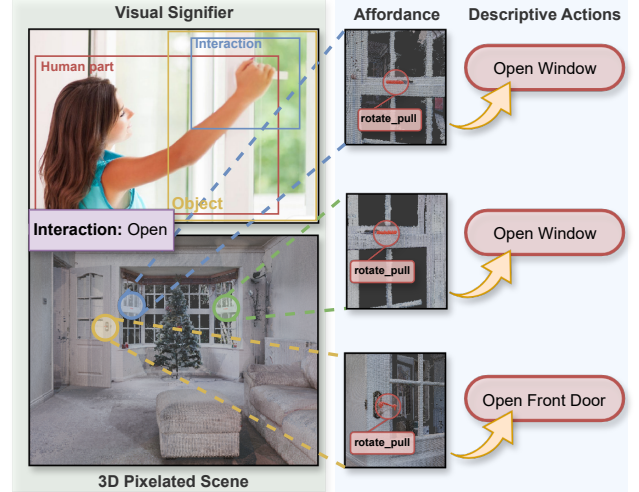 Visual Signifier
Affordance
Descriptive Actions
Interaction
Human part
Object
Interaction: Open
rotate_pull
Open Window
rotate_pull
Open Window
rotate_pull
Open Front Door
3D Pixelated Scene